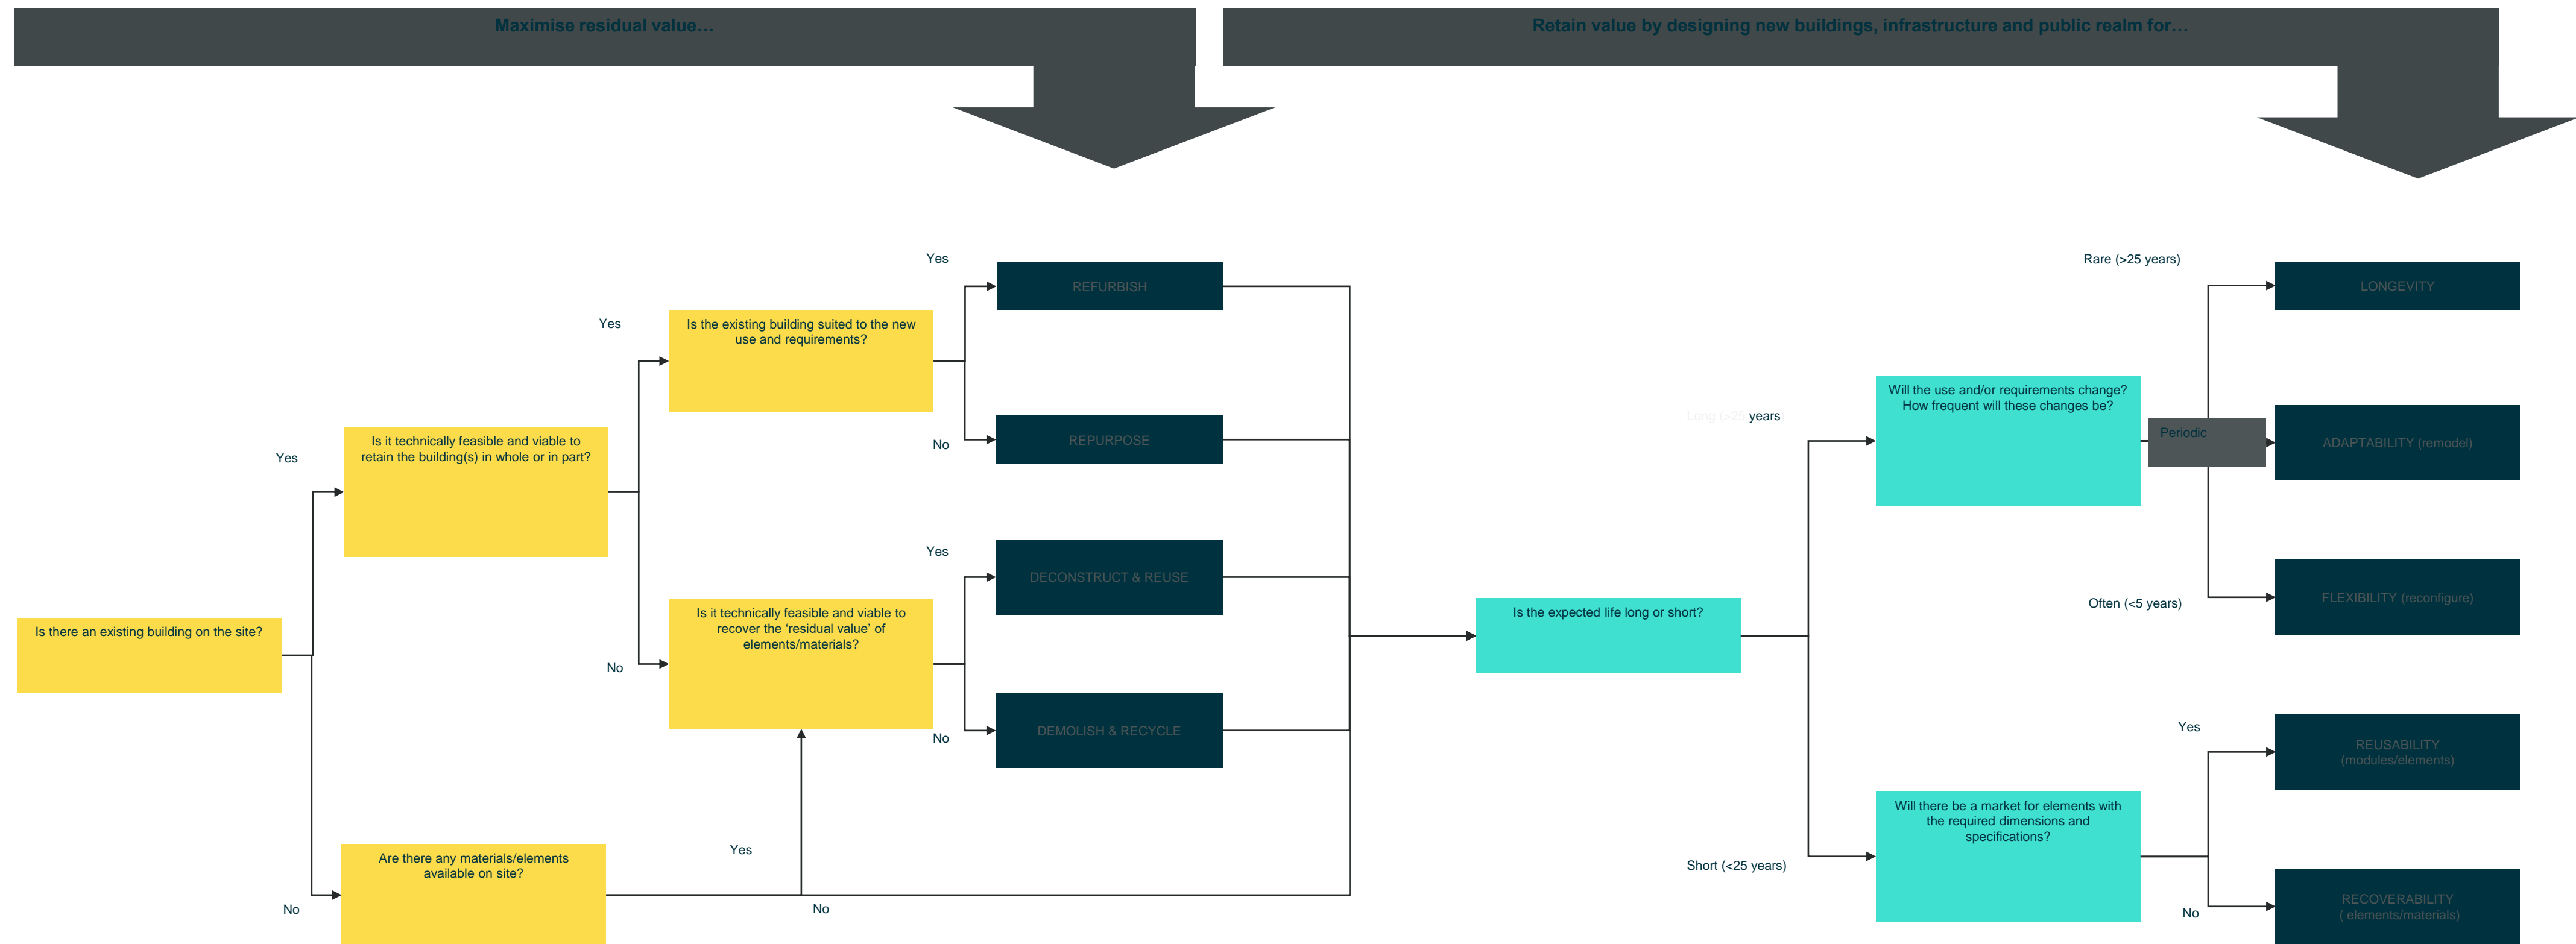 Maximise residual value…
Retain value by designing new buildings, infrastructure and public realm for…
Is there an existing building on the site?
Yes
No
Is it technically feasible and viable to
retain the building(s) in whole or in part?
Are there any materials/elements
available on site?
Yes
No
Yes
No
Is the existing building suited to the new
use and requirements?
Is it technically feasible and viable to
recover the ‘residual value’ of
elements/materials?
Yes
No
Yes
No
REFURBISH
REPURPOSE
DECONSTRUCT & REUSE
DEMOLISH & RECYCLE
Is the expected life long or short?
Long (>25 years
Short (<25 years)
Will the use and/or requirements change?
How frequent will these changes be?
Will there be a market for elements with
the required dimensions and
specifications?
Rare (>25 years)
Periodic
Often (<5 years)
Yes
No
LONGEVITY
ADAPTABILITY (remodel)
FLEXIBILITY (reconfigure)
REUSABILITY
(modules/elements)
RECOVERABILITY
( elements/materials)